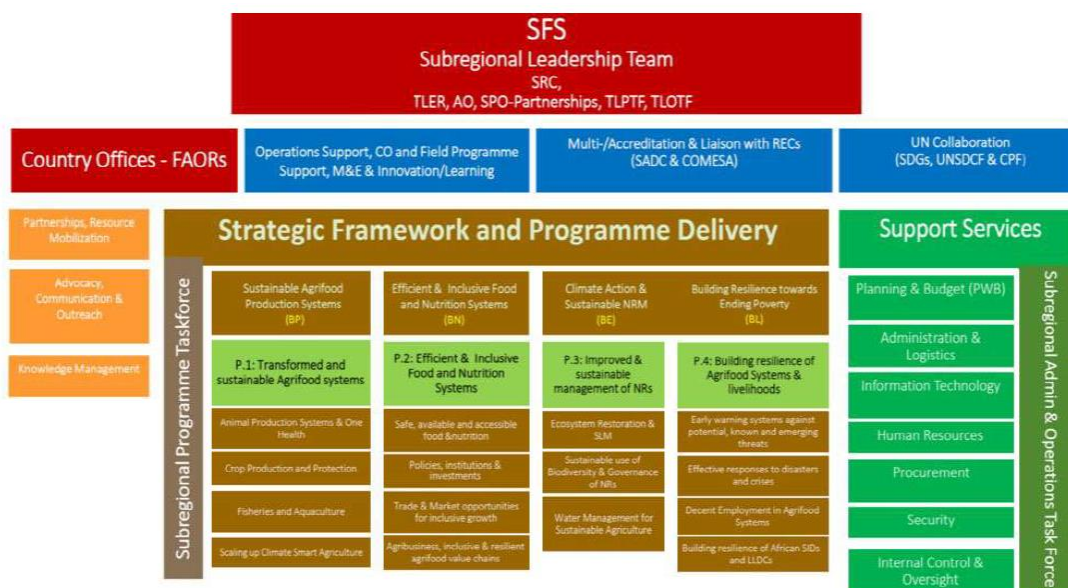 SFS
Subregional Leadership Team
SRC,
TLER, AO, SPO-Partnerships, TLPTF, TLOTF
Country Offices - FAORs
Operations Support, CO and Field Programme
Support, M&E & Innovation/Learning
Multi-/Accreditation & Liaison with RECs
(SADC & COMESA)
UN Collaboration
(SDGs, UNSDCF & CPF)
Partnerships, Resource
Mobilization
Advocacy,
Communication &
Outreach
Knowledge Management
Subregional Programme Taskforce
Strategic Framework and Programme Delivery
Sustainable Agrifood
Production Systems
(BP)
Efficient & Inclusive Food
and Nutrition Systems
(BN)
Climate Action &
Sustainable NRM
(BE)
Building Resilience towards
Ending Poverty
(BL)
P.1: Transformed and
sustainable Agrifood systems
P.2: Efficient & Inclusive
Food and Nutrition
Systems
P.3: Improved &
sustainable
management of NRs
P.4: Building resilience of
Agrifood Systems &
livelihoods
Animal Production Systems & One
Health
Crop Production and Protection
Fisheries and Aquaculture
Scaling up Climate Smart Agriculture
Safe, available and accessible
food &nutrition
Policies, institutions &
investments
Trade & Market opportunities
for inclusive growth
Agribusiness, inclusive & resilient
agrifood value chains
Ecosystem Restoration &
SLM
Sustainable use of
Biodiversity & Governance
of NRs
Water Management for
Sustainable Agriculture
Early warning systems against
potential, known and emerging
threats
Effective responses to disasters
and crises
Decent Employment in Agrifood
Systems
Building resilience of African SIDs
and LLDCs
Support Services
Planning & Budget (PWB)
Administration &
Logistics
Information Technology
Human Resources
Procurement
Security
Internal Control &
Oversight
Subregional Admin & Operations Task Force